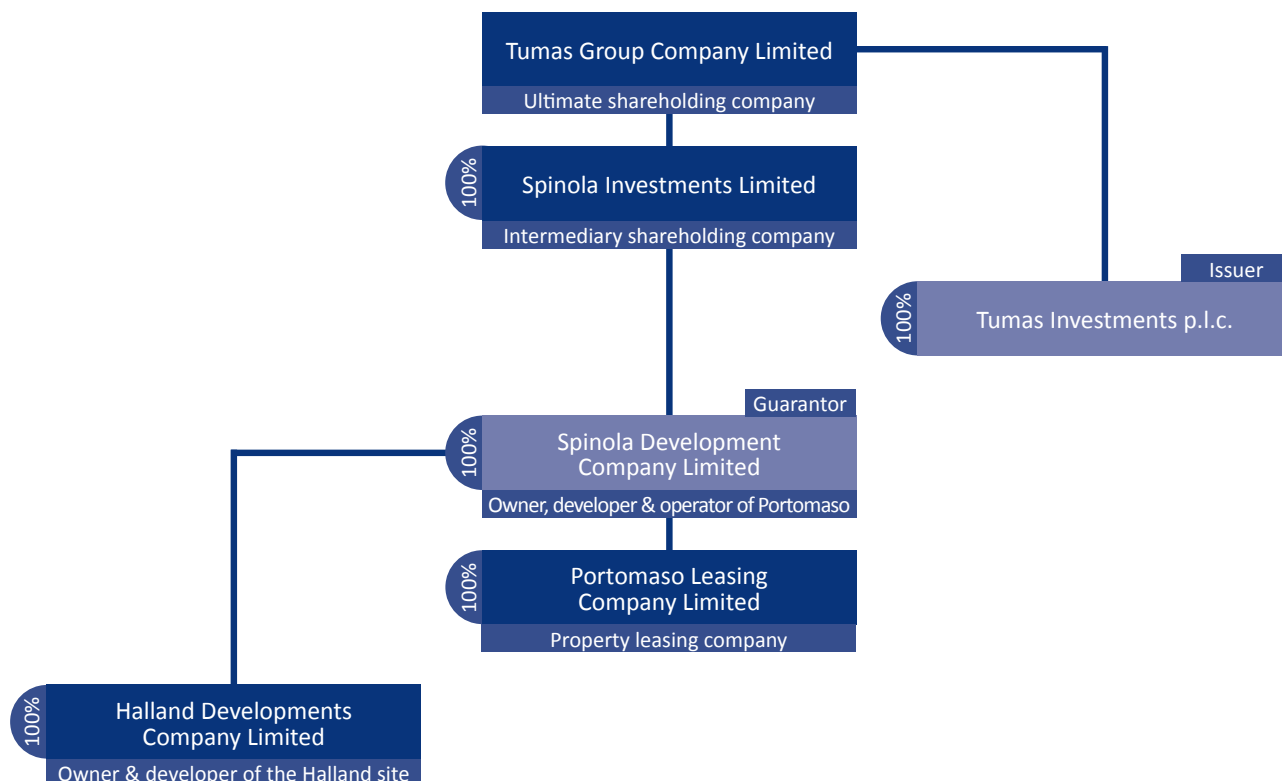 Tumas Group Company Limited
Ultimate shareholding company
100%
Spinola Investments Limited
Intermediary shareholding company
Issuer
100%
Tumas Investments p.l.c.
Guarantor
100%
Spinola Development
Company Limited
Owner, developer & operator of Portomaso
100%
Portomaso Leasing
Company Limited
Property leasing company
100%
Halland Developments
Company Limited
Owner & developer of the Halland site